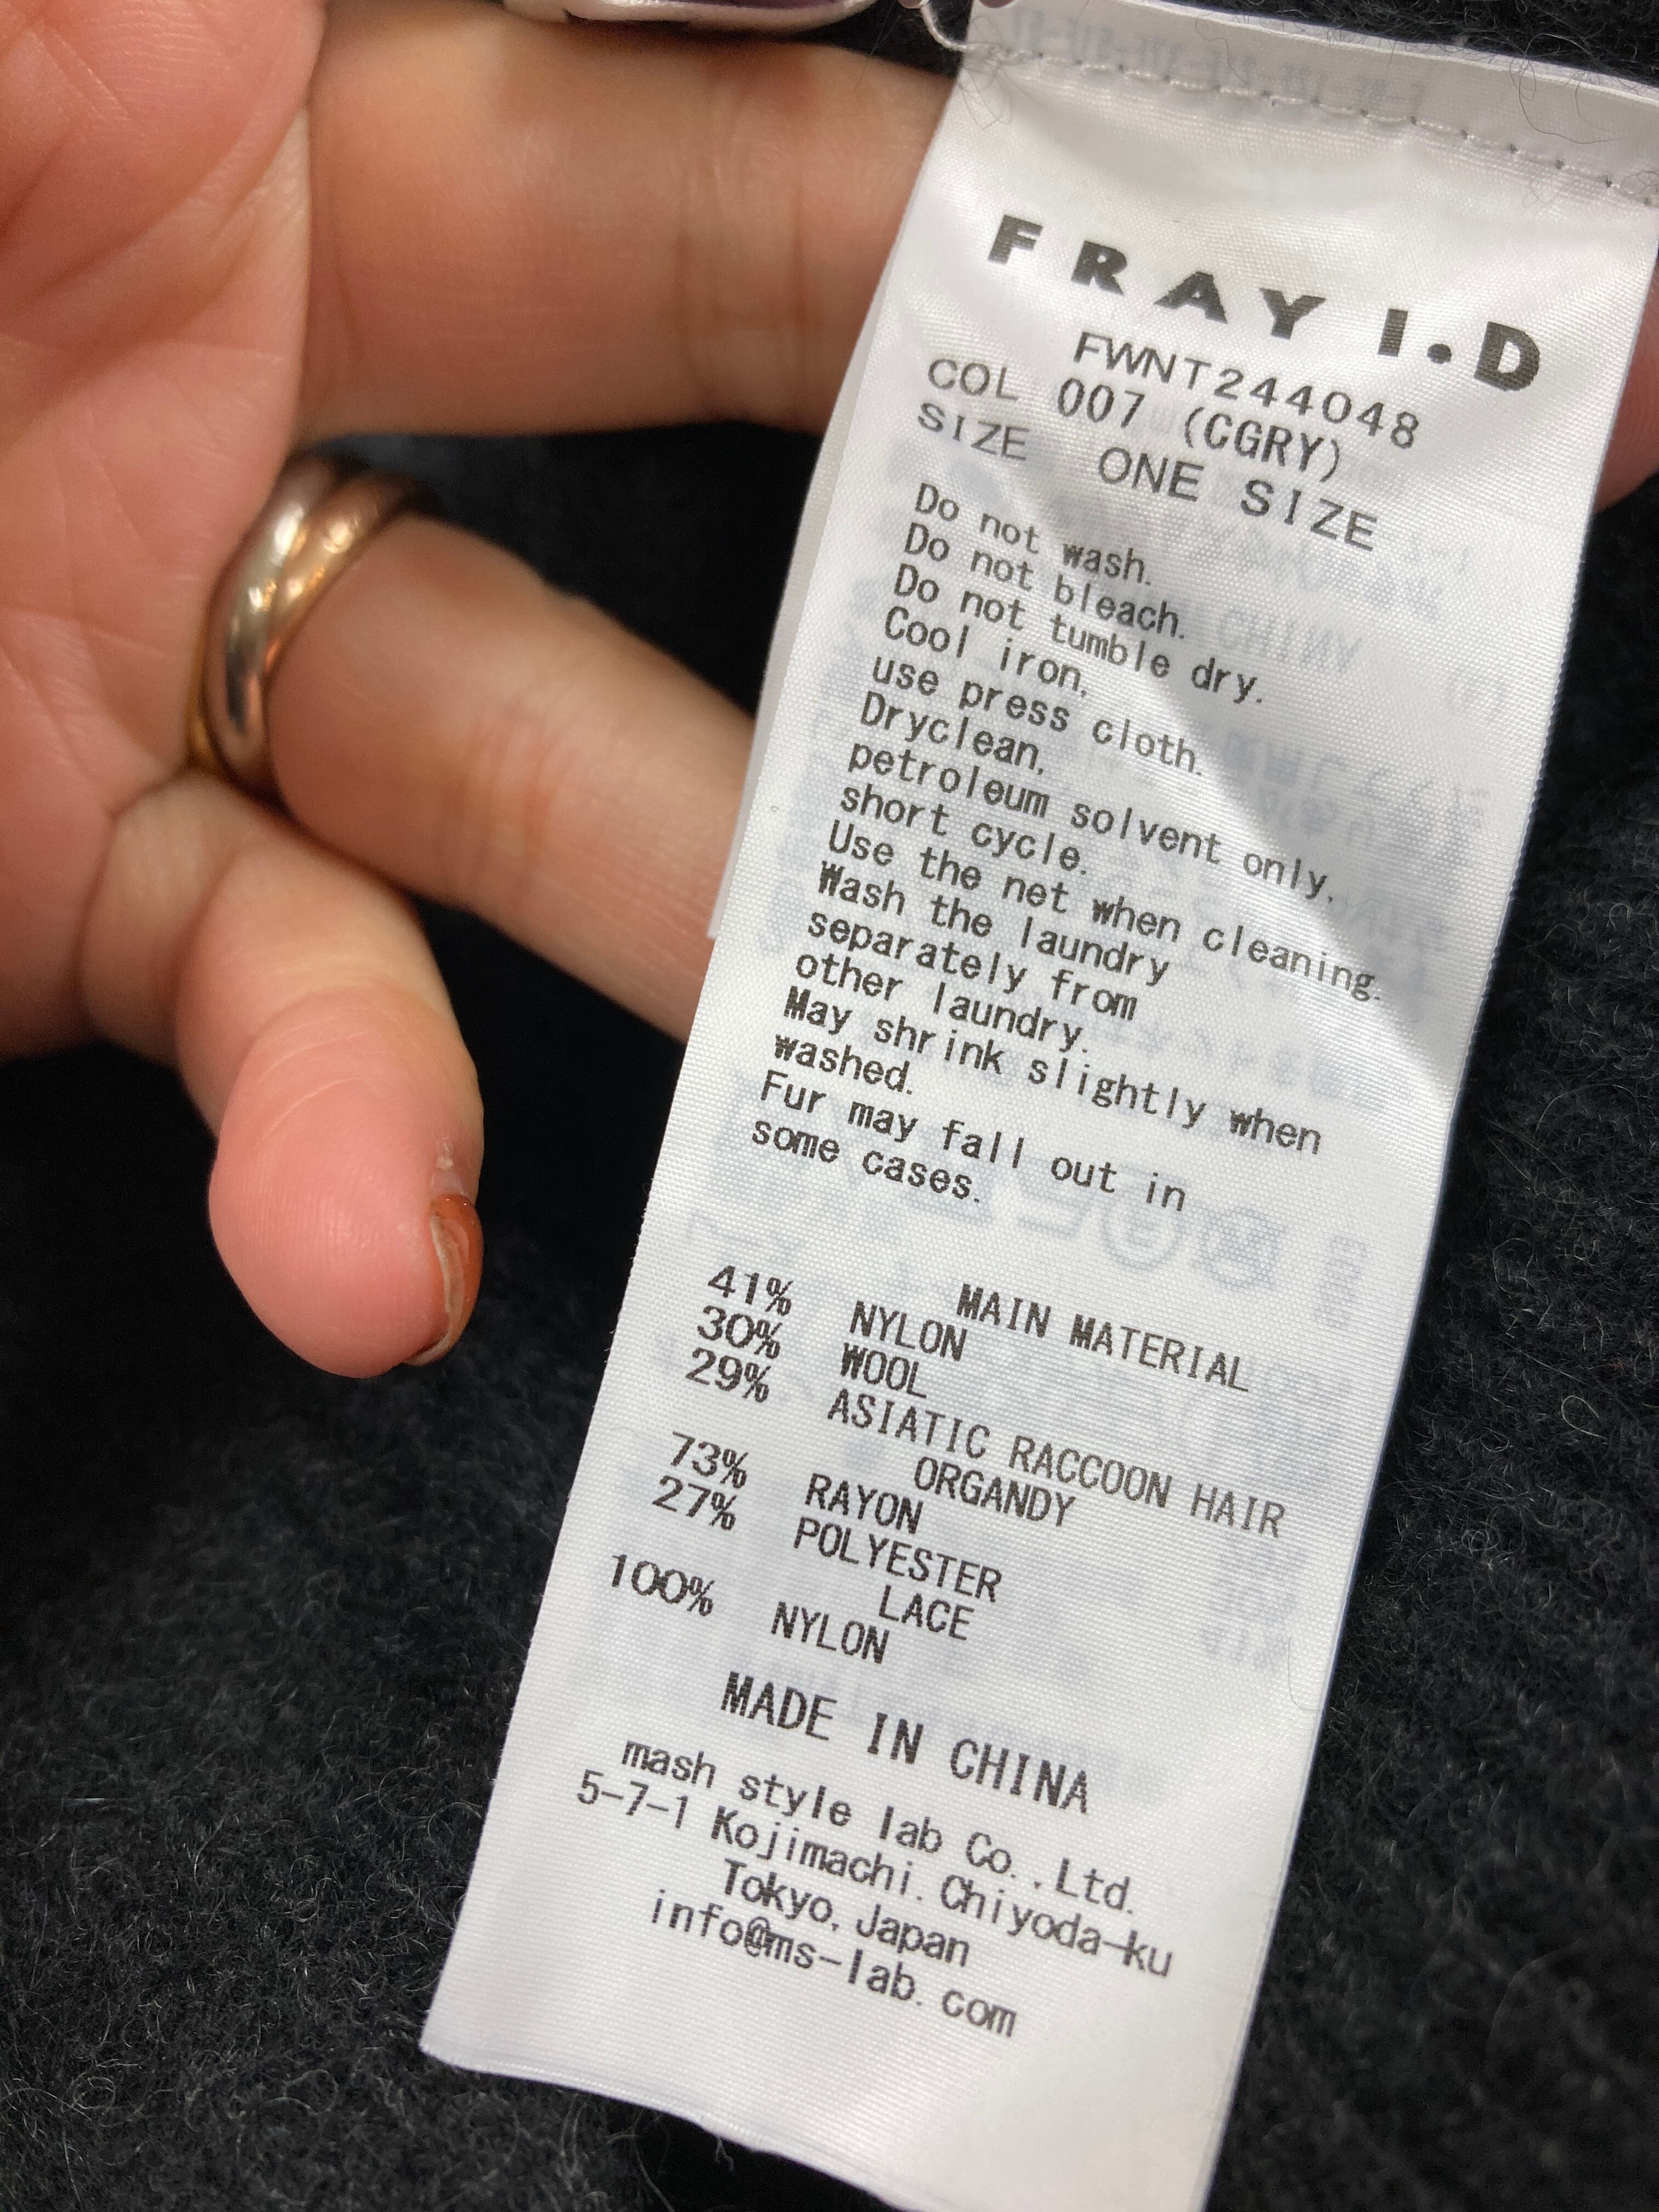 FRAY I.D
FWNT244048
COL 007 (CGRY)
SIZE ONE SIZE
Do not wash.
Do not bleach.
Do not tumble dry.
Cool iron,
use press cloth.
Dryclean,
petroleum solvent only,
short cycle.
Use the net when cleaning.
Wash the laundry
separately from
other laundry.
May shrink slightly when
washed.
Fur may fall out in
some cases.
MAIN MATERIAL
41% NYLON
30% WOOL
29% ASIATIC RACCOON HAIR
ORGANDY
73% RAYON
27% POLYESTER
LACE
100% NYLON
MADE IN CHINA
mash style lab Co.,Ltd.
5-7-1 Kojimachi.Chiyoda-ku
Tokyo,Japan
info@ms-lab.com